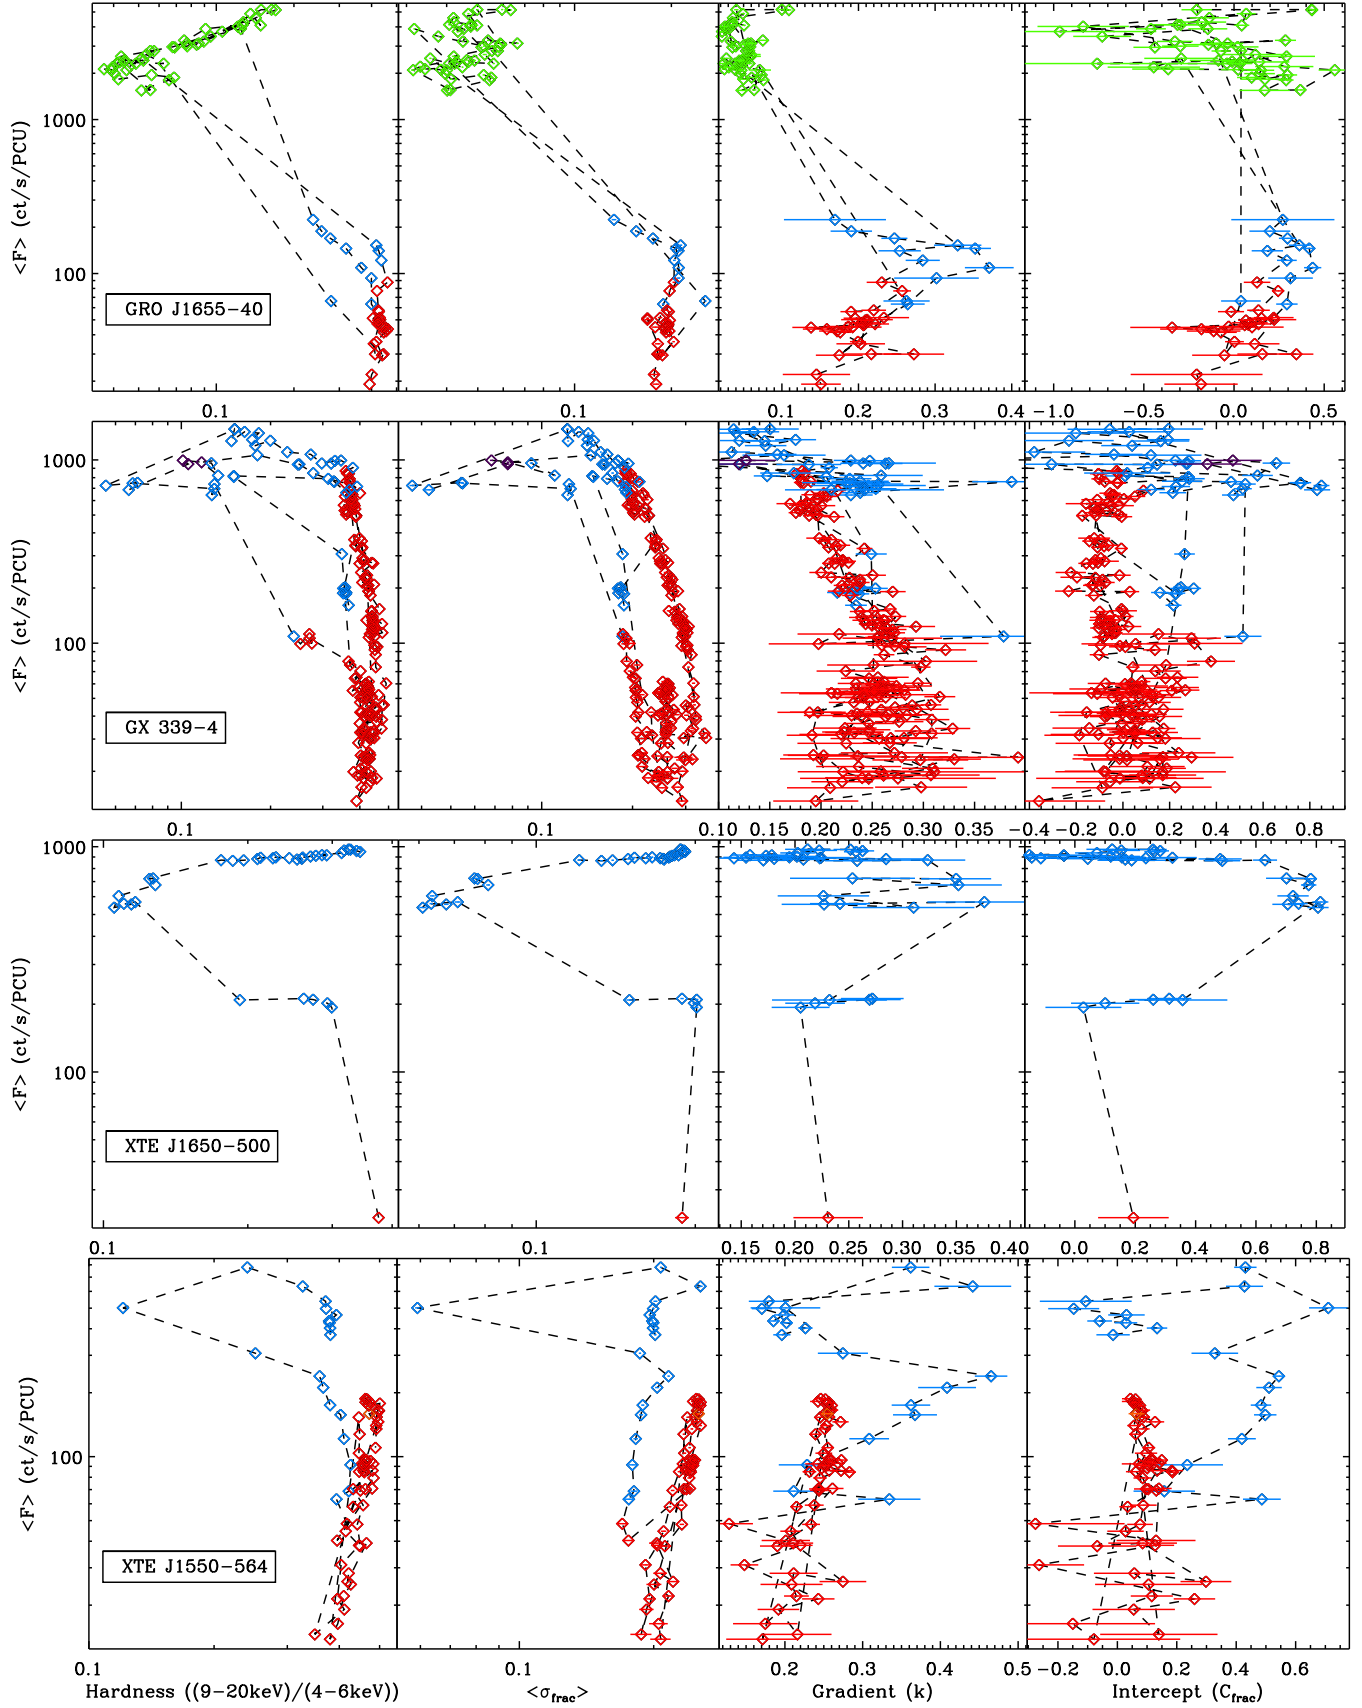 <F> (ct/s/PCU)
1000
100
GRO J1655−40
0.1
0.1
0.1 0.2 0.3 0.4
−1.0 −0.5 0.0 0.5
<F> (ct/s/PCU)
1000
100
GX 339−4
0.1
0.1
0.10 0.15 0.20 0.25 0.30 0.35
−0.4 −0.2 0.0 0.2 0.4 0.6 0.8
<F> (ct/s/PCU)
1000
100
XTE J1650−500
0.1
0.1
0.15 0.20 0.25 0.30 0.35 0.40
0.0 0.2 0.4 0.6 0.8
<F> (ct/s/PCU)
100
XTE J1550−564
0.1
0.1
0.2 0.3 0.4 0.5
−0.2 0.0 0.2 0.4 0.6
Hardness ((9−20keV)/(4−6keV))
<σfrac>
Gradient (k)
Intercept (Cfrac)